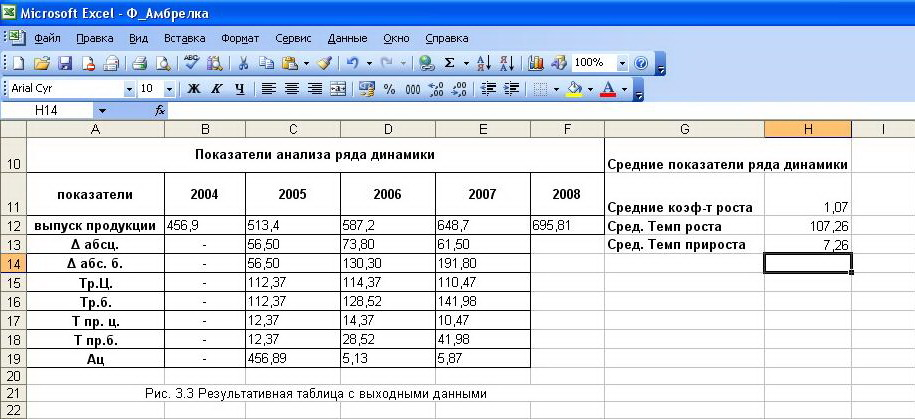 Microsoft Excel - Ф_Амбрелка
Файл Правка Вид Вставка Формат Сервис Данные Окно Справка
100%
Arial Cyr 10 Ж К Ч % 000
H14 fx
A B C D E F G H I
10 Показатели анализа ряда динамики Средние показатели ряда динамики
11 показатели 2004 2005 2006 2007 2008 Средние коэф-т роста 1,07
12 выпуск продукции 456,9 513,4 587,2 648,7 695,81 Сред. Темп роста 107,26
13 Δ абсц. - 56,50 73,80 61,50 Сред. Темп прироста 7,26
14 Δ абс. б. - 56,50 130,30 191,80
15 Тр.Ц. - 112,37 114,37 110,47
16 Тр.б. - 112,37 128,52 141,98
17 Т пр. ц. - 12,37 14,37 10,47
18 Т пр.б. - 12,37 28,52 41,98
19 Ац - 456,89 5,13 5,87
20
21 Рис. 3.3 Результативная таблица с выходными данными
22